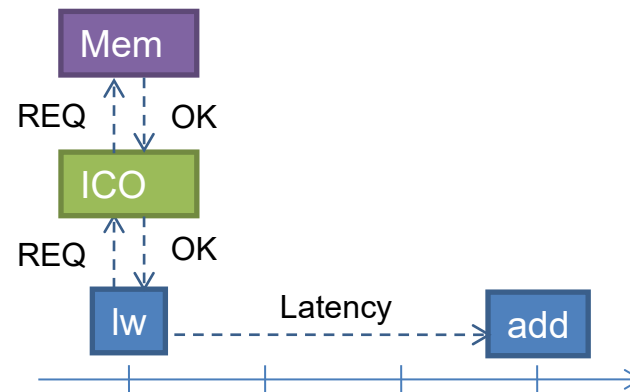 Mem
REQ
OK
ICO
REQ
OK
lw
Latency
add